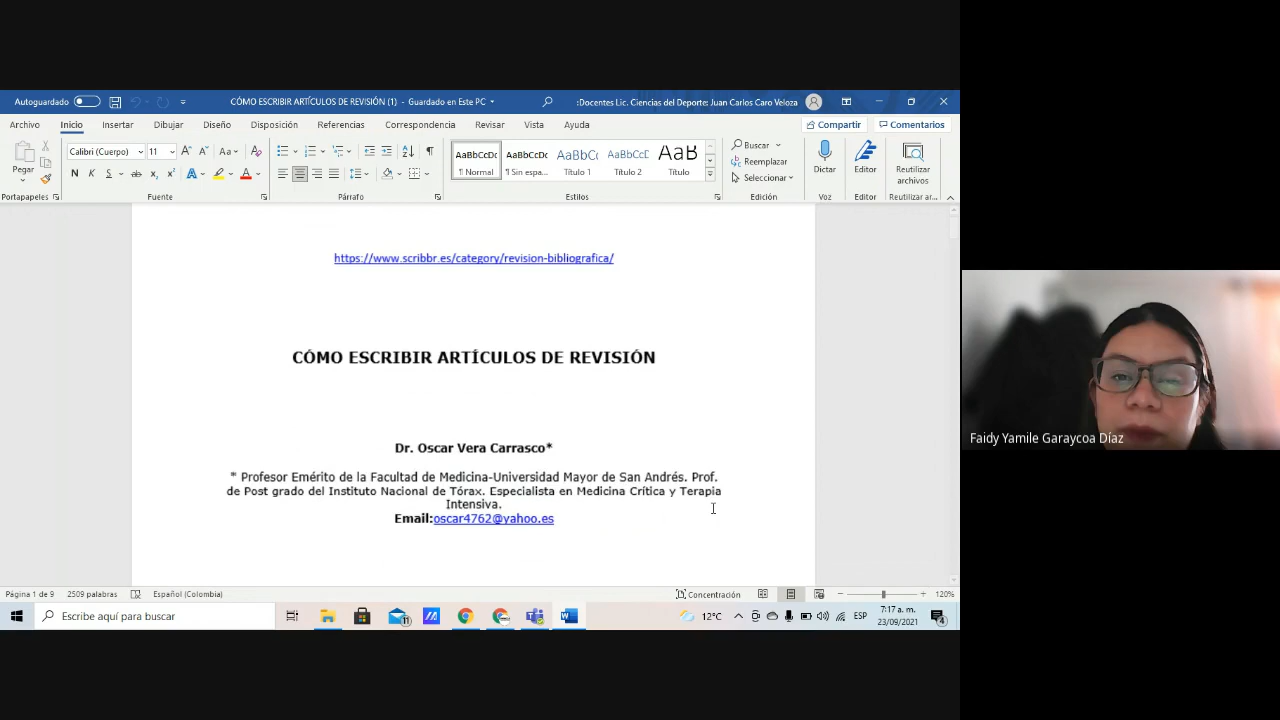 Autoguardado
CÓMO ESCRIBIR ARTÍCULOS DE REVISIÓN (1) - Guardado en Este PC
:Docentes Lic. Ciencias del Deporte: Juan Carlos Caro Veloza
Archivo Inicio Insertar Dibujar Diseño Disposición Referencias Correspondencia Revisar Vista Ayuda
Compartir Comentarios
Pegar
Calibri (Cuerpo) 11
AaBbCcDc AaBbCcDc AaBbCc AaBbCcD AaB
¶ Normal ¶ Sin espa... Título 1 Título 2 Título
Buscar
Reemplazar
Seleccionar
Dictar
Editor
Reutilizar
archivos
Portapapeles Fuente Párrafo Estilos Edición Voz Editor Reutilizar ar...
https://www.scribbr.es/category/revision-bibliografica/
CÓMO ESCRIBIR ARTÍCULOS DE REVISIÓN
Dr. Oscar Vera Carrasco*
* Profesor Emérito de la Facultad de Medicina-Universidad Mayor de San Andrés. Prof.
de Post grado del Instituto Nacional de Tórax. Especialista en Medicina Crítica y Terapia
Intensiva.
Email:oscar4762@yahoo.es
Página 1 de 9 2509 palabras Español (Colombia)
Concentración 120%
Escribe aquí para buscar
11
12°C
ESP
7:17 a. m.
23/09/2021
4
Faidy Yamile Garaycoa Díaz